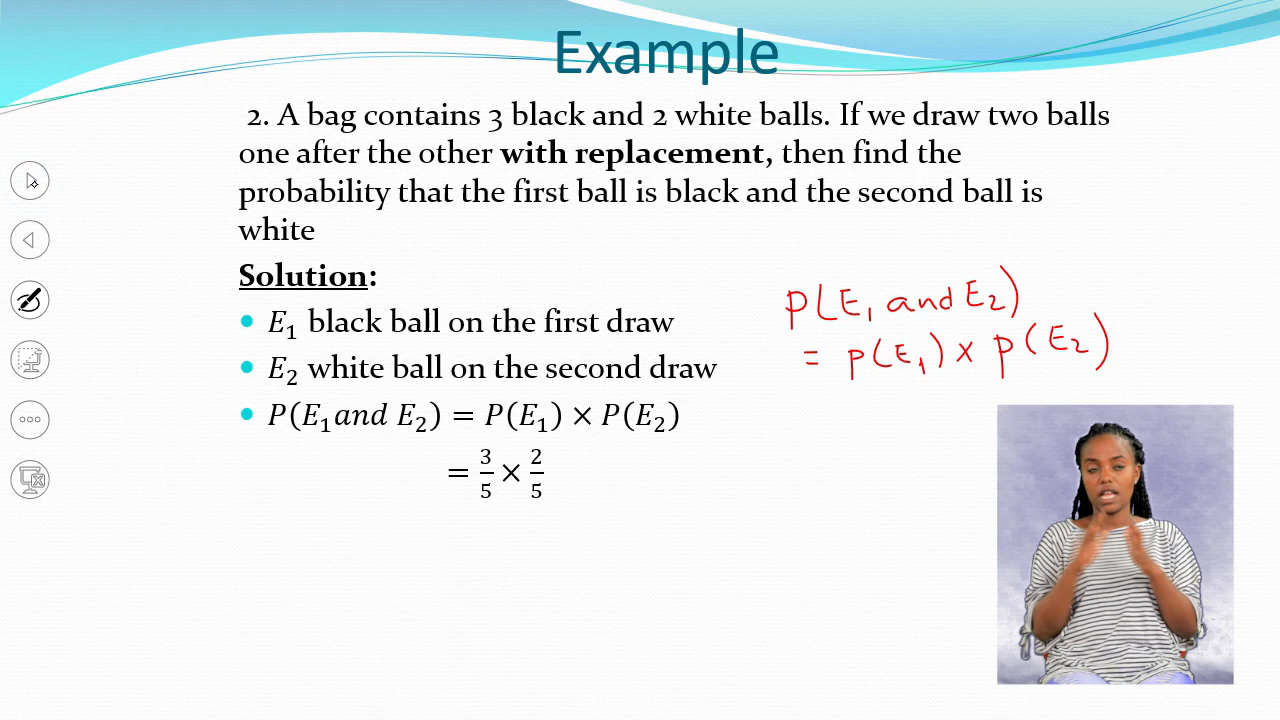 Example
2. A bag contains 3 black and 2 white balls. If we draw two balls
one after the other with replacement, then find the
probability that the first ball is black and the second ball is
white
Solution:
• E₁ black ball on the first draw
• E₂ white ball on the second draw
• P(E₁and E₂) = P(E₁) × P(E₂)
= 3/5 × 2/5
P(E₁ and E₂)
= P(E₁) × P(E₂)